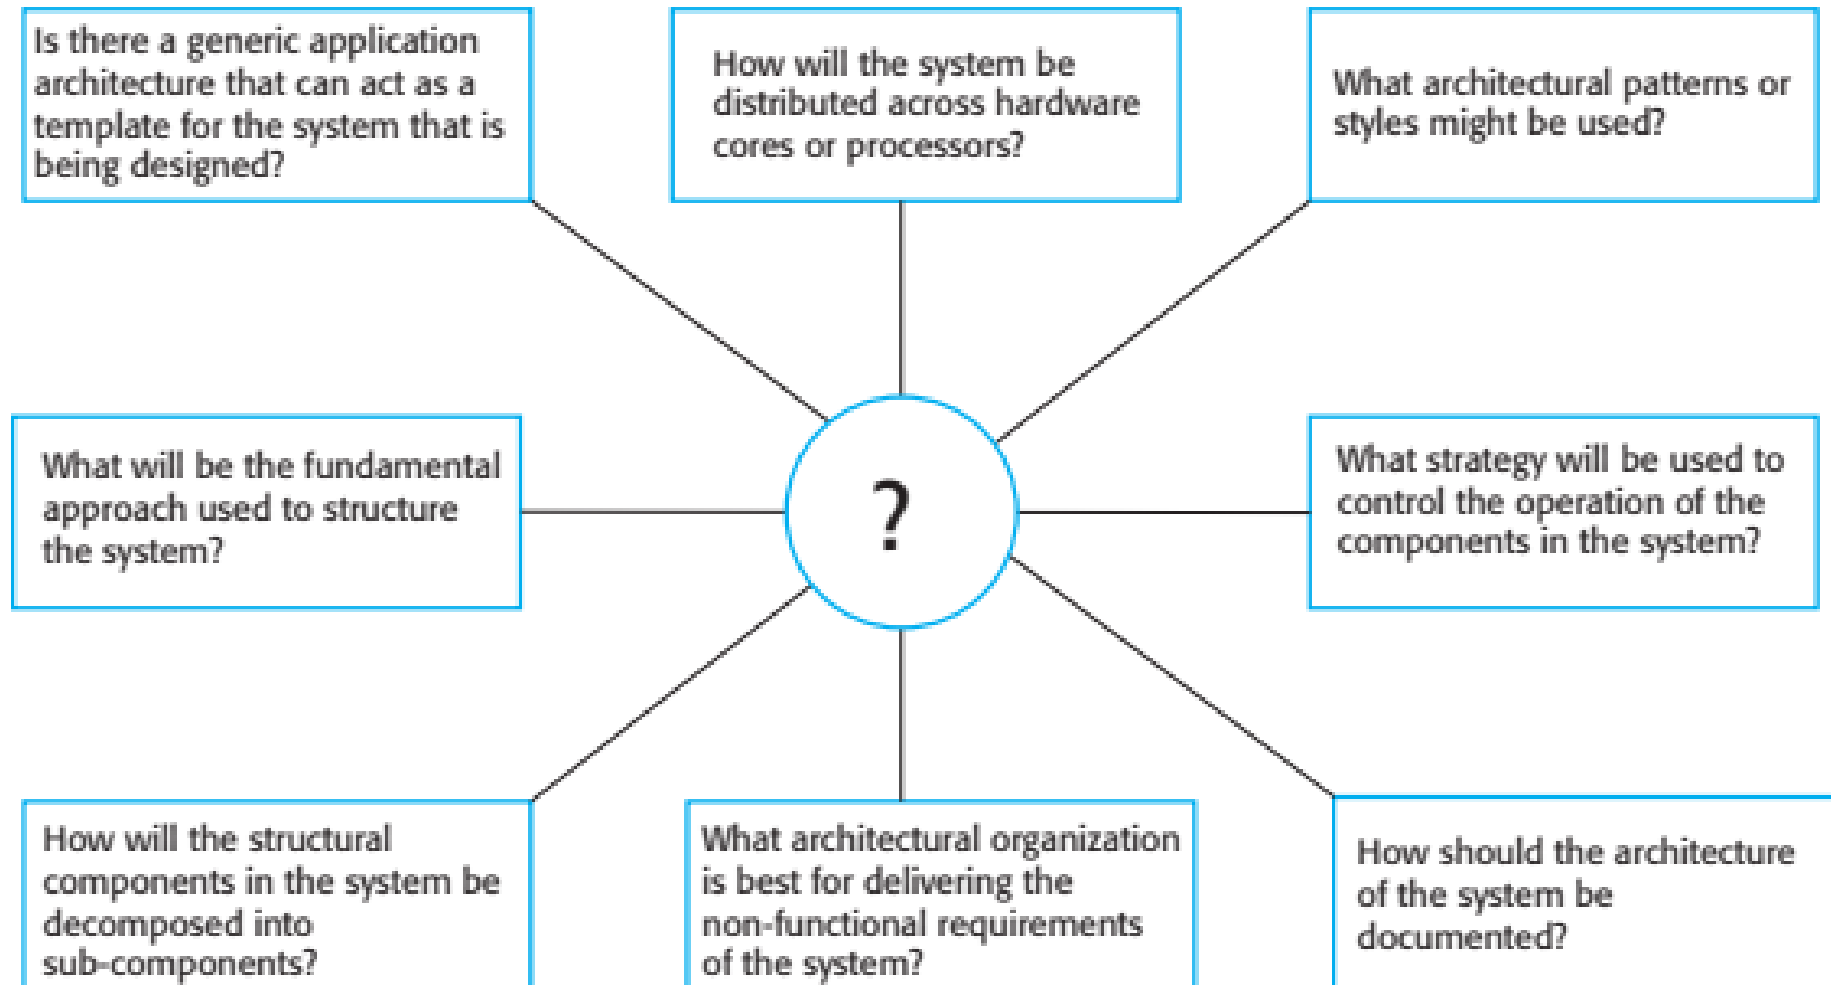 Is there a generic application
architecture that can act as a
template for the system that is
being designed?
How will the system be
distributed across hardware
cores or processors?
What architectural patterns or
styles might be used?
What will be the fundamental
approach used to structure
the system?
?
What strategy will be used to
control the operation of the
components in the system?
How will the structural
components in the system be
decomposed into
sub-components?
What architectural organization
is best for delivering the
non-functional requirements
of the system?
How should the architecture
of the system be
documented?